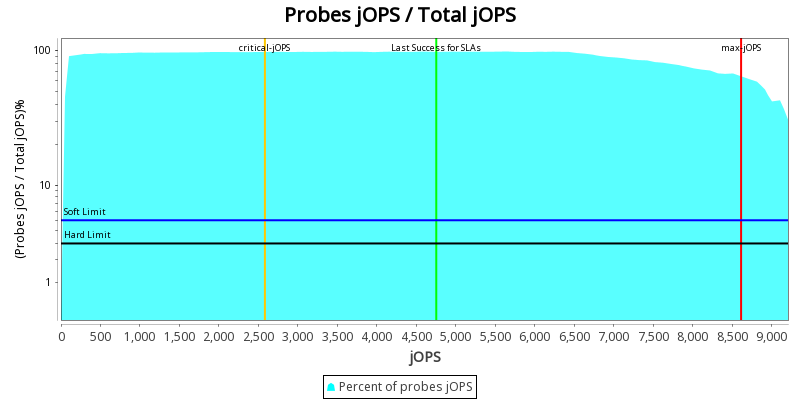 Probes jOPS / Total jOPS
(Probes jOPS / Total jOPS)%
100
10
1
critical-jOPS
Last Success for SLAs
max-jOPS
Soft Limit
Hard Limit
0 500 1,000 1,500 2,000 2,500 3,000 3,500 4,000 4,500 5,000 5,500 6,000 6,500 7,000 7,500 8,000 8,500 9,000
jOPS
Percent of probes jOPS